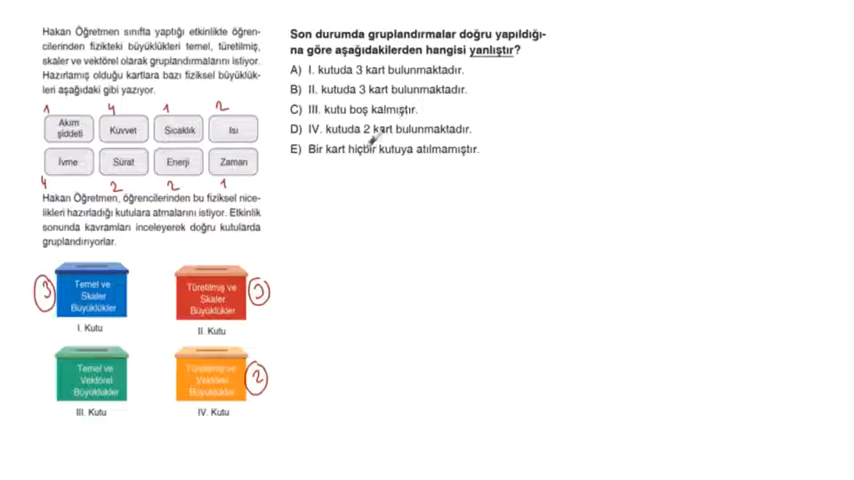 Hakan Öğretmen sınıfta yaptığı etkinlikte öğren-
cilerinden fizikteki büyüklükleri temel, türetilmiş,
skaler ve vektörel olarak gruplandırmalarını istiyor.
Hazırlamış olduğu kartlara bazı fiziksel büyüklük-
leri aşağıdaki gibi yazıyor.
1 4 1 2
Akım
şiddeti
Kuvvet
Sıcaklık
Isı
İvme
Sürat
Enerji
Zaman
4 2 2 1
Hakan Öğretmen, öğrencilerinden bu fiziksel nice-
likleri hazırladığı kutulara atmalarını istiyor. Etkinlik
sonunda kavramları inceleyerek doğru kutularda
gruplandırıyorlar.
3
Temel ve
Skaler
Büyüklükler
I. Kutu
Türetilmiş ve
Skaler
Büyüklükler
3
II. Kutu
Temel ve
Vektörel
Büyüklükler
III. Kutu
Türetilmiş ve
Vektörel
Büyüklükler
2
IV. Kutu
Son durumda gruplandırmalar doğru yapıldığı-
na göre aşağıdakilerden hangisi yanlıştır?
A) I. kutuda 3 kart bulunmaktadır.
B) II. kutuda 3 kart bulunmaktadır.
C) III. kutu boş kalmıştır.
D) IV. kutuda 2 kart bulunmaktadır.
E) Bir kart hiçbir kutuya atılmamıştır.